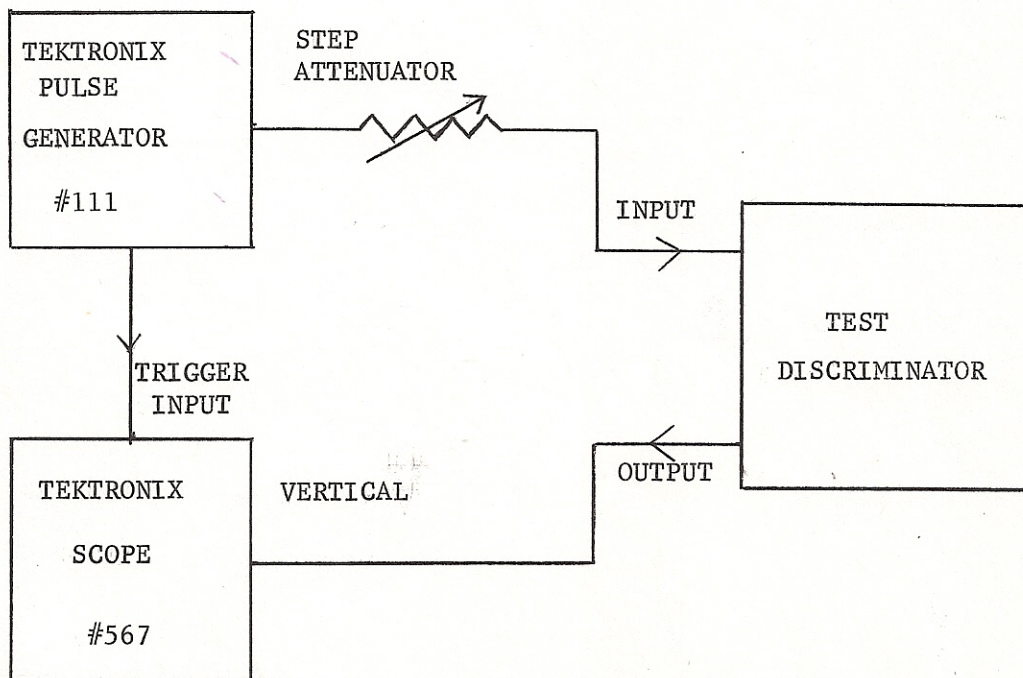 TEKTRONIX
PULSE
GENERATOR
#111
STEP
ATTENUATOR
INPUT
TEST
DISCRIMINATOR
TRIGGER
INPUT
OUTPUT
TEKTRONIX
SCOPE
#567
VERTICAL